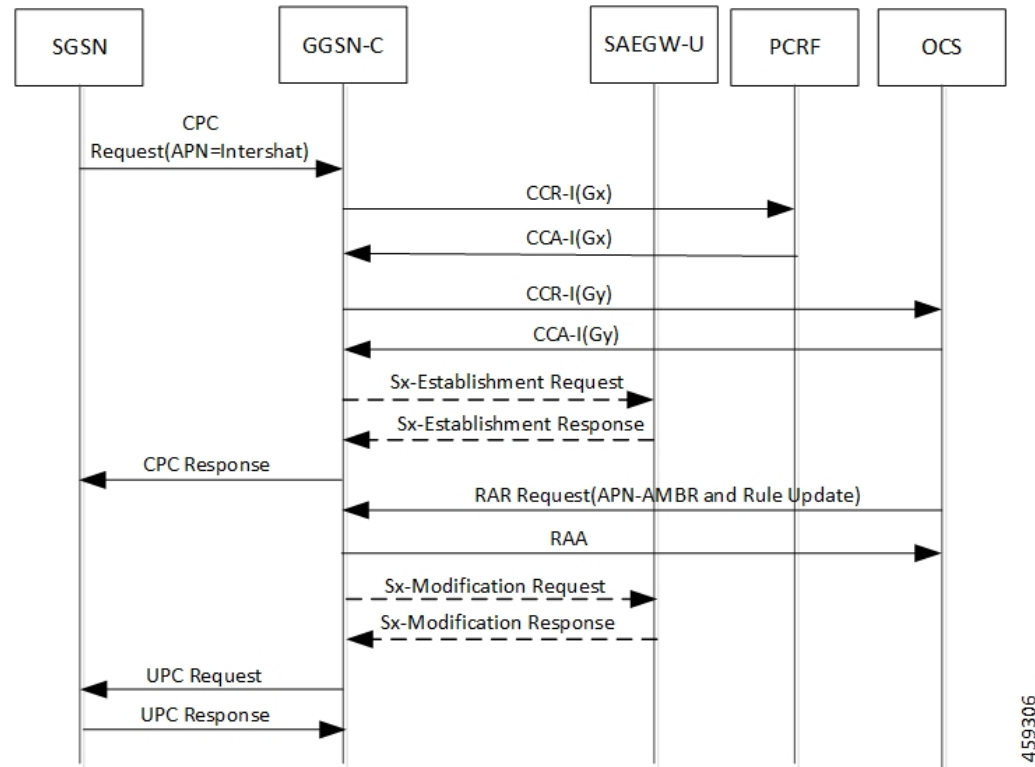 SGSN
GGSN-C
SAEGW-U
PCRF
OCS
CPC
Request(APN=Intershat)
CCR-I(Gx)
CCA-I(Gx)
CCR-I(Gy)
CCA-I(Gy)
Sx-Establishment Request
Sx-Establishment Response
CPC Response
RAR Request(APN-AMBR and Rule Update)
RAA
Sx-Modification Request
Sx-Modification Response
UPC Request
UPC Response
459306